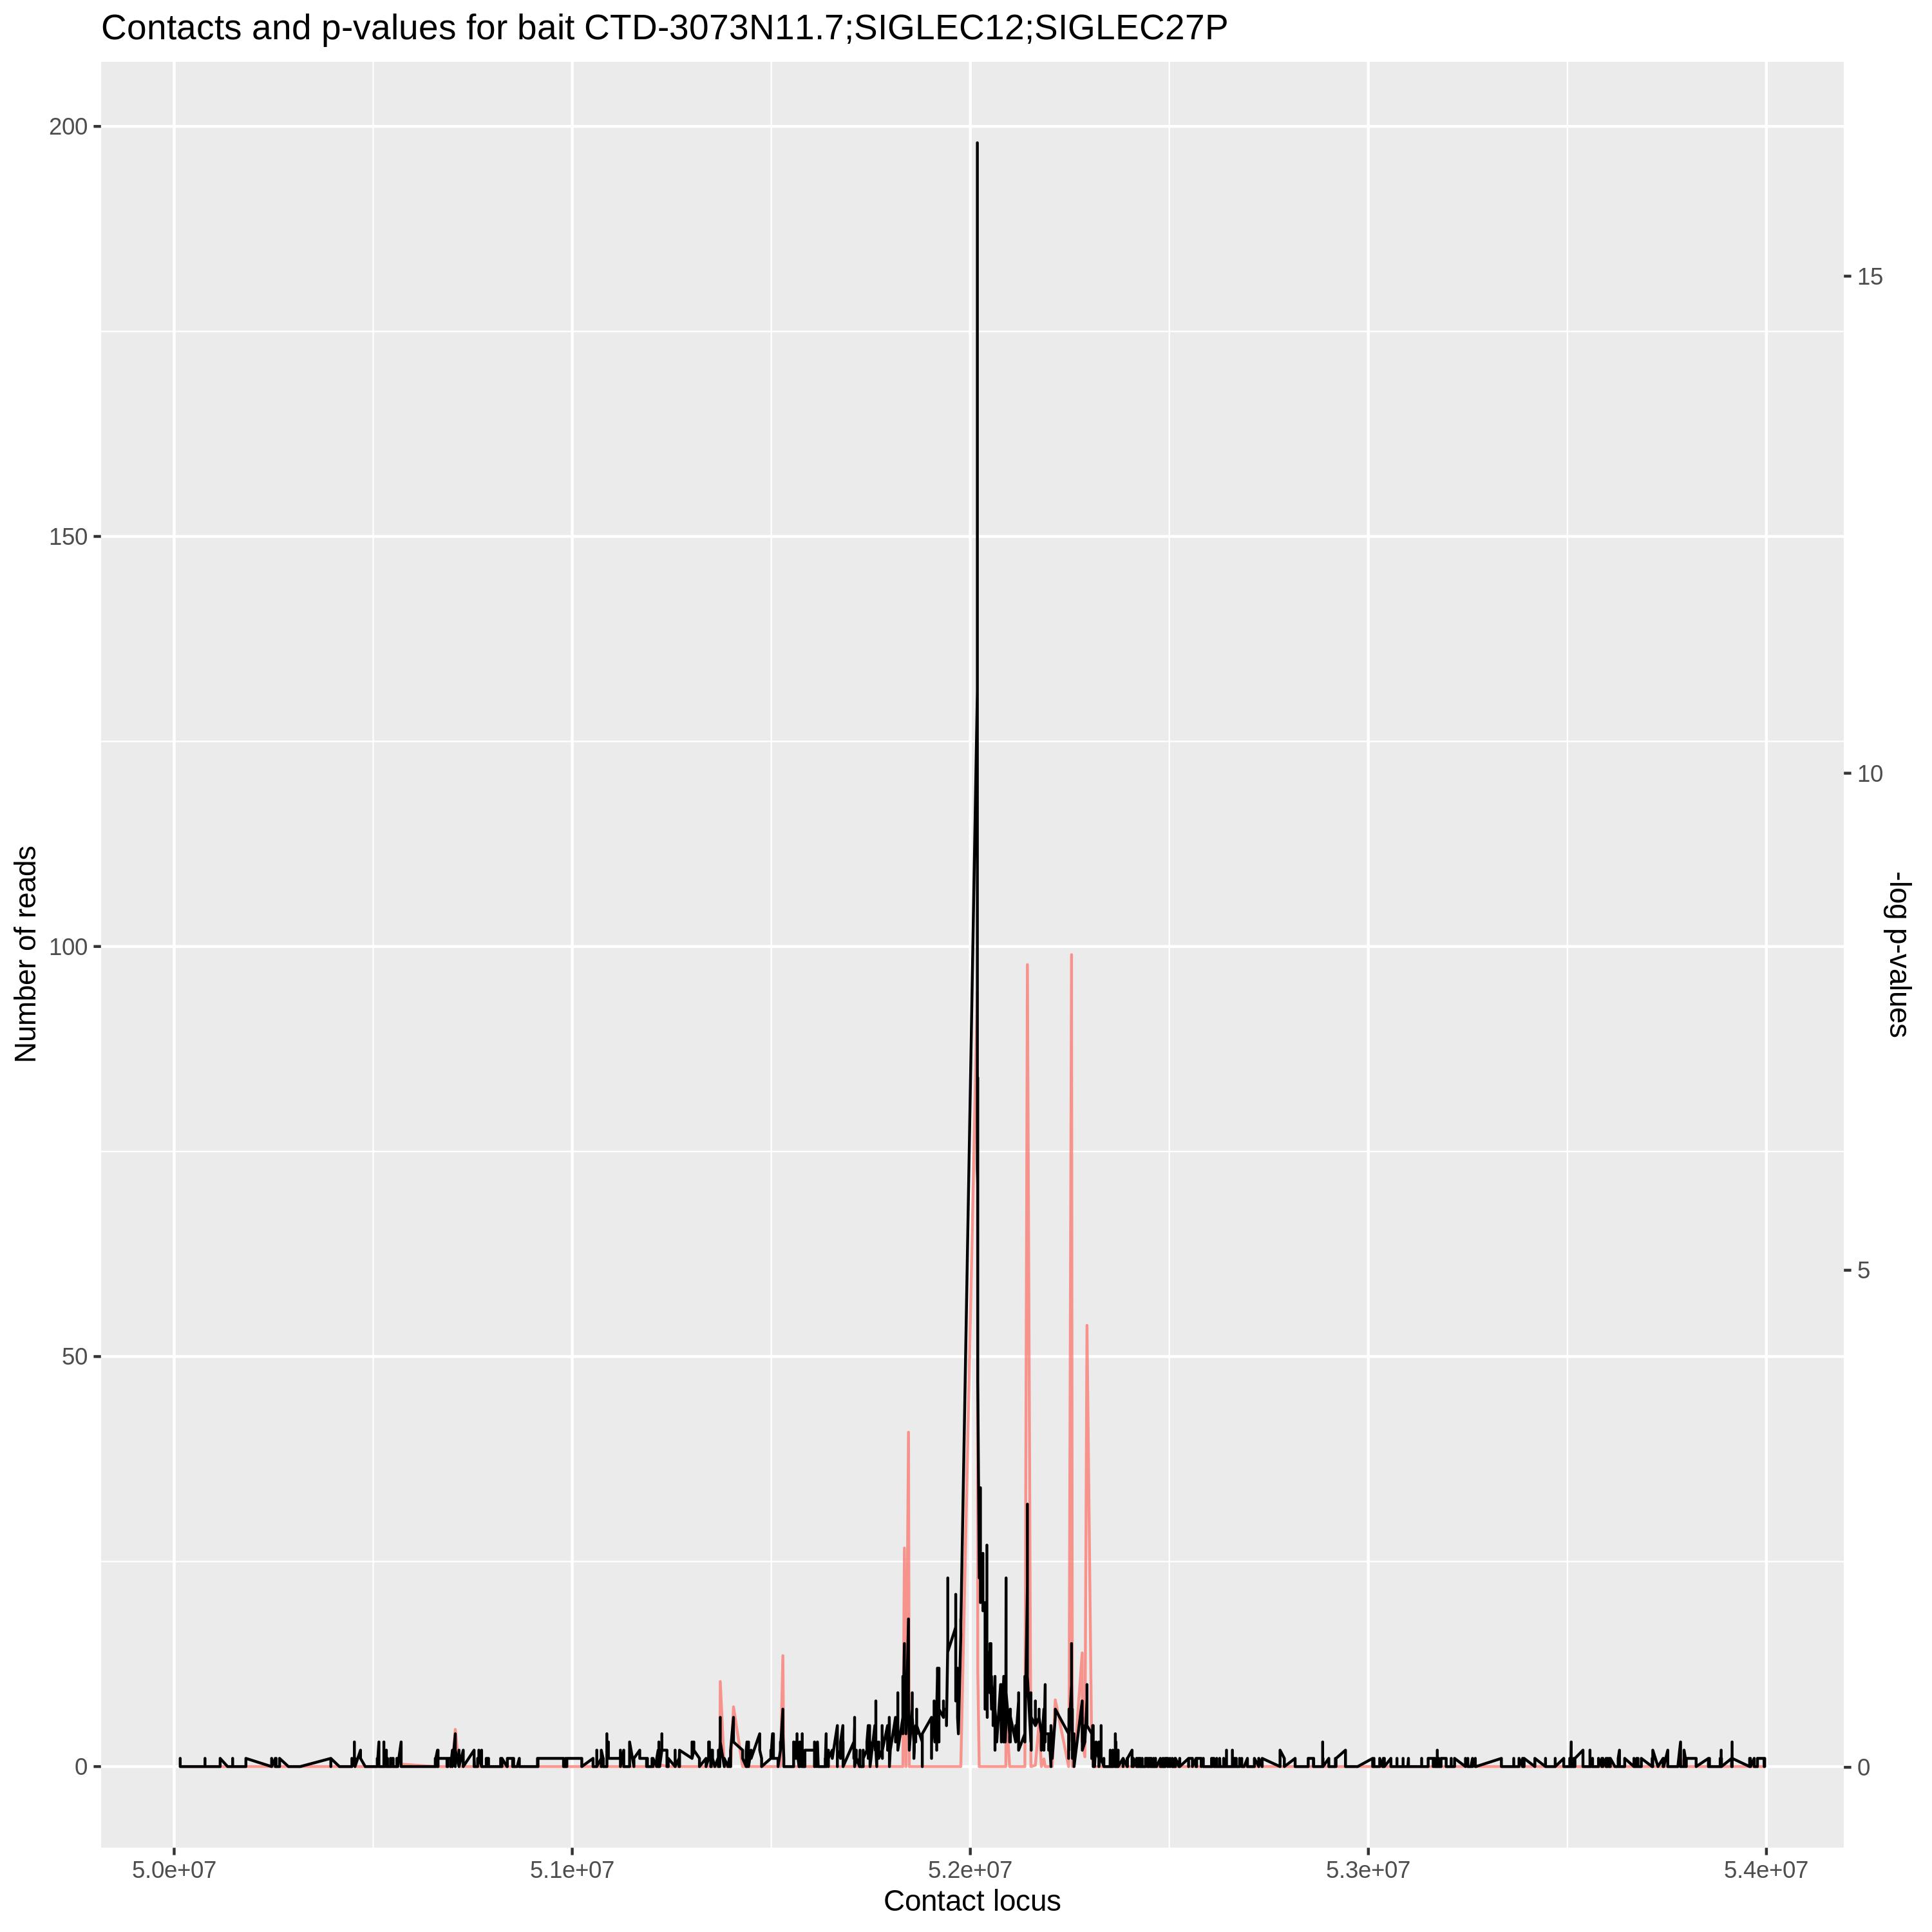 Contacts and p-values for bait CTD-3073N11.7;SIGLEC12;SIGLEC27P
200
150
100
50
0
Number of reads
15
10
5
0
-log p-values
5.0e+07 5.1e+07 5.2e+07 5.3e+07 5.4e+07
Contact locus